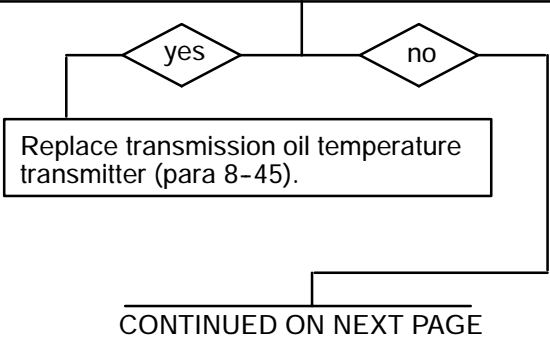 yes
no
Replace transmission oil temperature
transmitter (para 8-45).
CONTINUED ON NEXT PAGE